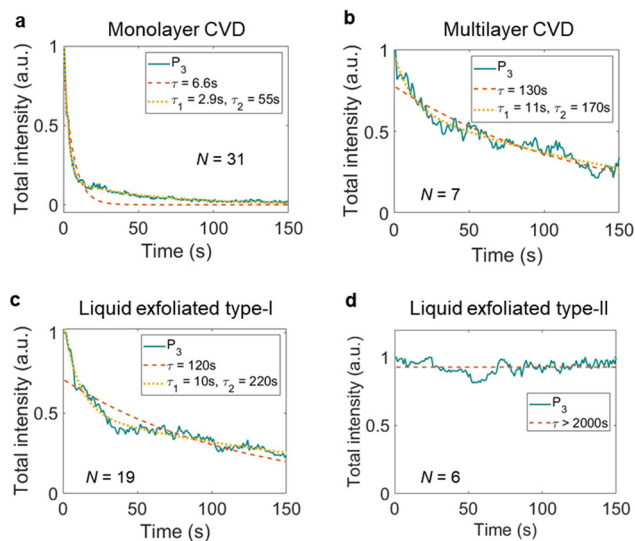 a
Monolayer CVD
Total intensity (a.u.)
1
0.5
0
P3
τ = 6.6s
τ1 = 2.9s, τ2 = 55s
N = 31
0 50 100 150
Time (s)
b
Multilayer CVD
Total intensity (a.u.)
1
0.5
0
P3
τ = 130s
τ1 = 11s, τ2 = 170s
N = 7
0 50 100 150
Time (s)
c
Liquid exfoliated type-I
Total intensity (a.u.)
1
0.5
0
P3
τ = 120s
τ1 = 10s, τ2 = 220s
N = 19
0 50 100 150
Time (s)
d
Liquid exfoliated type-II
Total intensity (a.u.)
1
0.5
0
P3
τ > 2000s
N = 6
0 50 100 150
Time (s)